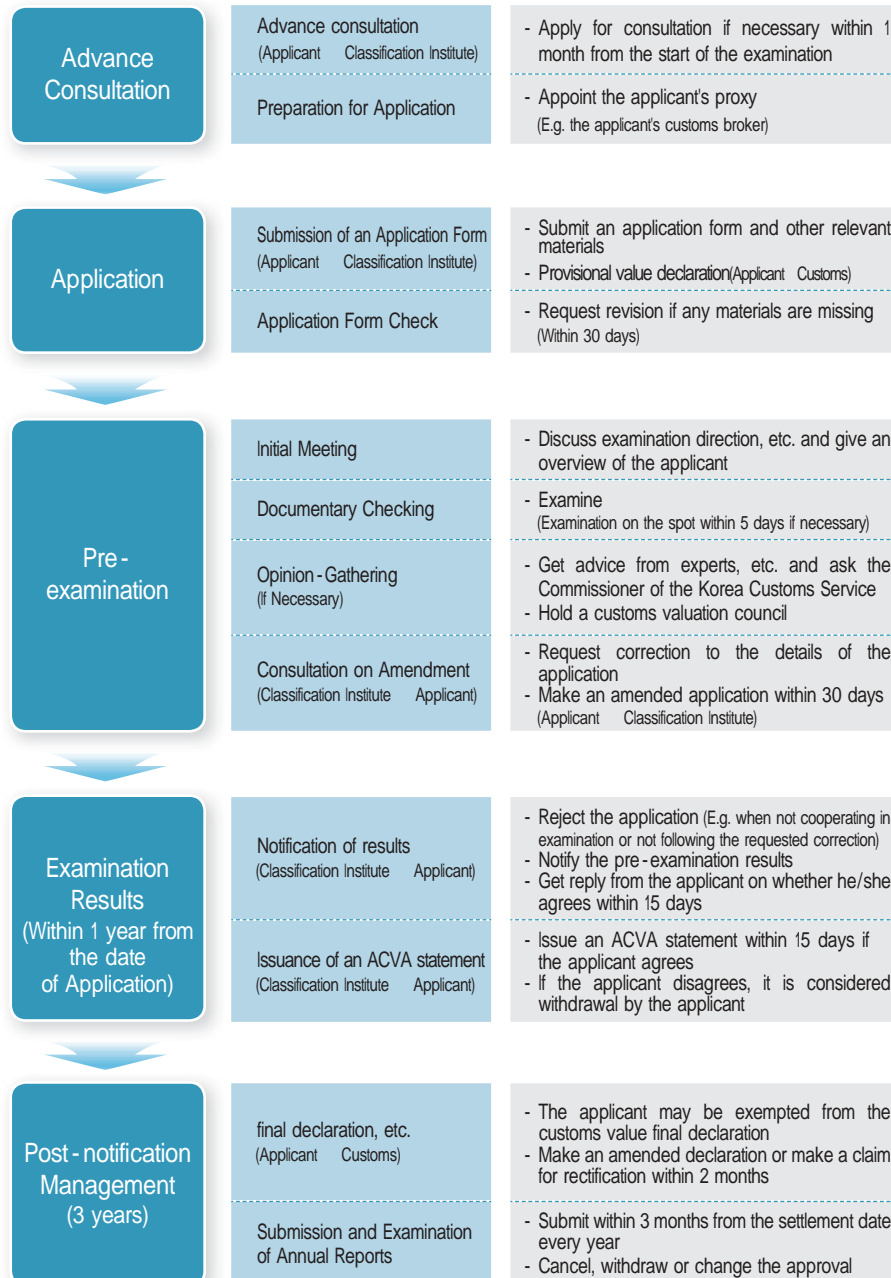 Advance
Consultation
Advance consultation
(Applicant Classification Institute)
- Apply for consultation if necessary within 1
month from the start of the examination
Preparation for Application
- Appoint the applicant's proxy
(E.g. the applicant's customs broker)
Application
Submission of an Application Form
(Applicant Classification Institute)
- Submit an application form and other relevant
materials
- Provisional value declaration(Applicant Customs)
Application Form Check
- Request revision if any materials are missing
(Within 30 days)
Pre-
examination
Initial Meeting
- Discuss examination direction, etc. and give an
overview of the applicant
Documentary Checking
- Examine
(Examination on the spot within 5 days if necessary)
Opinion-Gathering
(If Necessary)
- Get advice from experts, etc. and ask the
Commissioner of the Korea Customs Service
- Hold a customs valuation council
Consultation on Amendment
(Classification Institute Applicant)
- Request correction to the details of the
application
- Make an amended application within 30 days
(Applicant Classification Institute)
Examination
Results
(Within 1 year from
the date
of Application)
Notification of results
(Classification Institute Applicant)
- Reject the application (E.g. when not cooperating in
examination or not following the requested correction)
- Notify the pre-examination results
- Get reply from the applicant on whether he/she
agrees within 15 days
Issuance of an ACVA statement
(Classification Institute Applicant)
- Issue an ACVA statement within 15 days if
the applicant agrees
- If the applicant disagrees, it is considered
withdrawal by the applicant
Post-notification
Management
(3 years)
final declaration, etc.
(Applicant Customs)
- The applicant may be exempted from the
customs value final declaration
- Make an amended declaration or make a claim
for rectification within 2 months
Submission and Examination
of Annual Reports
- Submit within 3 months from the settlement date
every year
- Cancel, withdraw or change the approval